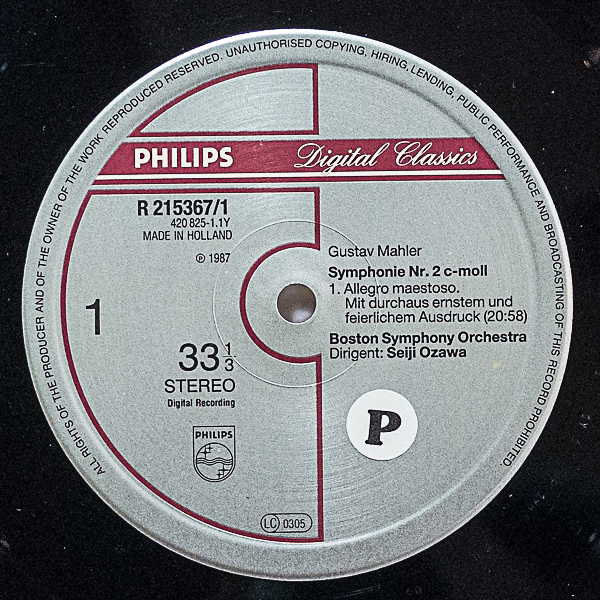 ALL RIGHTS OF THE PRODUCER AND OF THE OWNER OF THE WORK REPRODUCED RESERVED. UNAUTHORISED COPYING, HIRING, LENDING, PUBLIC PERFORMANCE AND BROADCASTING OF THIS RECORD PROHIBITED.
PHILIPS Digital Classics
R 215367/1
420 825-1.1Y
MADE IN HOLLAND
℗ 1987
1
33 1/3
STEREO
Digital Recording
PHILIPS
LC 0305
Gustav Mahler
Symphonie Nr. 2 c-moll
1. Allegro maestoso.
Mit durchaus ernstem und
feierlichem Ausdruck (20:58)
Boston Symphony Orchestra
Dirigent: Seiji Ozawa
P